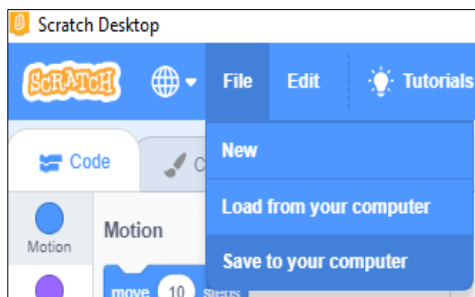 Scratch Desktop
SCRATCH File Edit Tutorials
New
Code C
Load from your computer
Motion
Motion
Save to your computer
move 10 steps